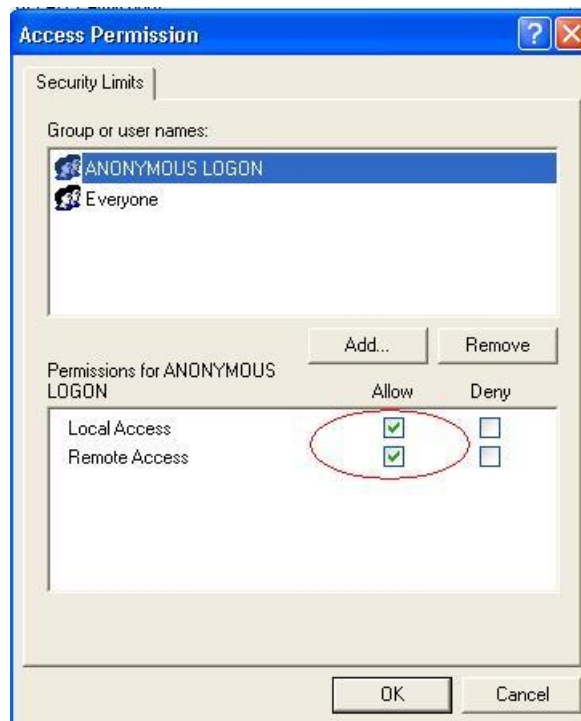 Access Permission
Security Limits
Group or user names:
ANONYMOUS LOGON
Everyone
Add... Remove
Permissions for ANONYMOUS
LOGON Allow Deny
Local Access
Remote Access
OK Cancel